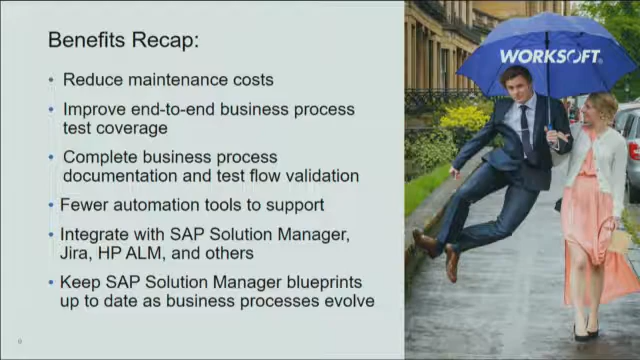 Benefits Recap:
• Reduce maintenance costs
• Improve end-to-end business process
test coverage
• Complete business process
documentation and test flow validation
• Fewer automation tools to support
• Integrate with SAP Solution Manager,
Jira, HP ALM, and others
• Keep SAP Solution Manager blueprints
up to date as business processes evolve
WORKSOFT